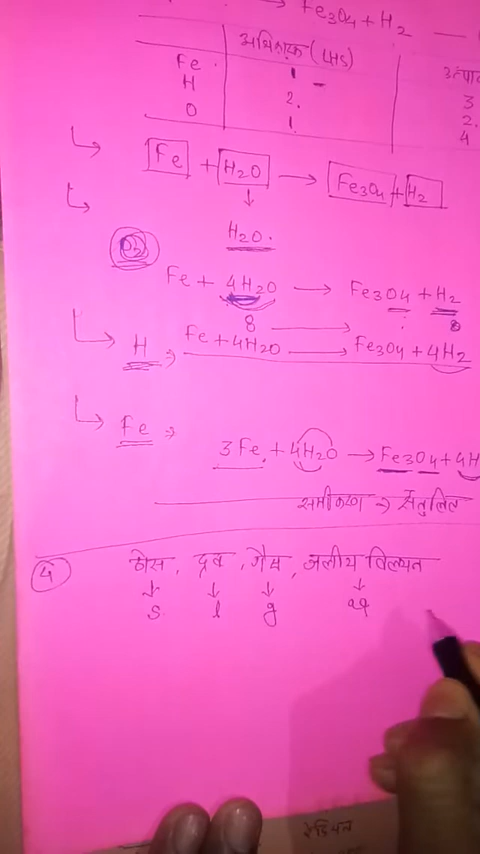 Fe3O4 + H2
अभिकारक (LHS)
Fe 1 3
H 2. 2.
O 1. 4
Fe + H2O → Fe3O4 + H2
H2O.
O2
Fe + 4H2O → Fe3O4 + H2
8 → 8
H ⇒ Fe + 4H2O → Fe3O4 + 4H2
Fe ⇒
3Fe + 4H2O → Fe3O4 + 4H
समीकरण → संतुलित
4 ठोस, द्रव, गैस, जलीय विलयन
↓ ↓ ↓ ↓
s l g aq
रेडियल